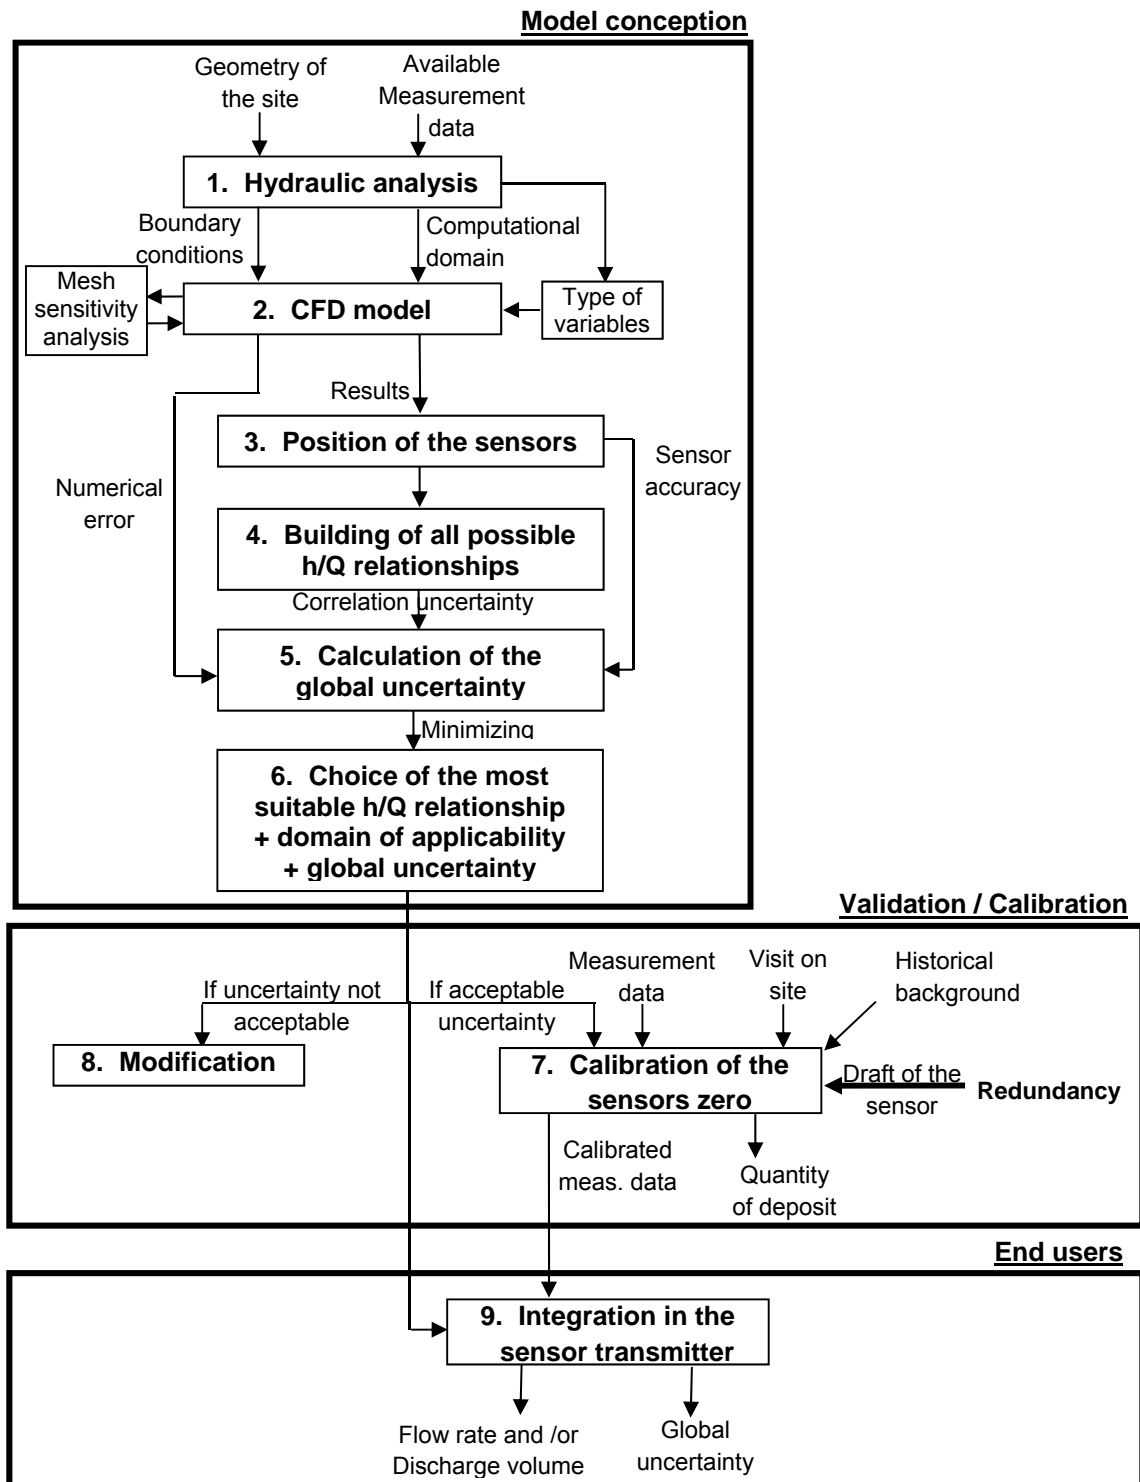 Model conception
Geometry of
the site
Available
Measurement
data
1. Hydraulic analysis
Boundary
conditions
Computational
domain
Mesh
sensitivity
analysis
2. CFD model
Type of
variables
Results
3. Position of the sensors
Numerical
error
Sensor
accuracy
4. Building of all possible
h/Q relationships
Correlation uncertainty
5. Calculation of the
global uncertainty
Minimizing
6. Choice of the most
suitable h/Q relationship
+ domain of applicability
+ global uncertainty
Validation / Calibration
If uncertainty not
acceptable
If acceptable
uncertainty
Measurement
data
Visit on
site
Historical
background
8. Modification
7. Calibration of the
sensors zero
Draft of the
sensor
Redundancy
Calibrated
meas. data
Quantity
of deposit
End users
9. Integration in the
sensor transmitter
Flow rate and /or
Discharge volume
Global
uncertainty